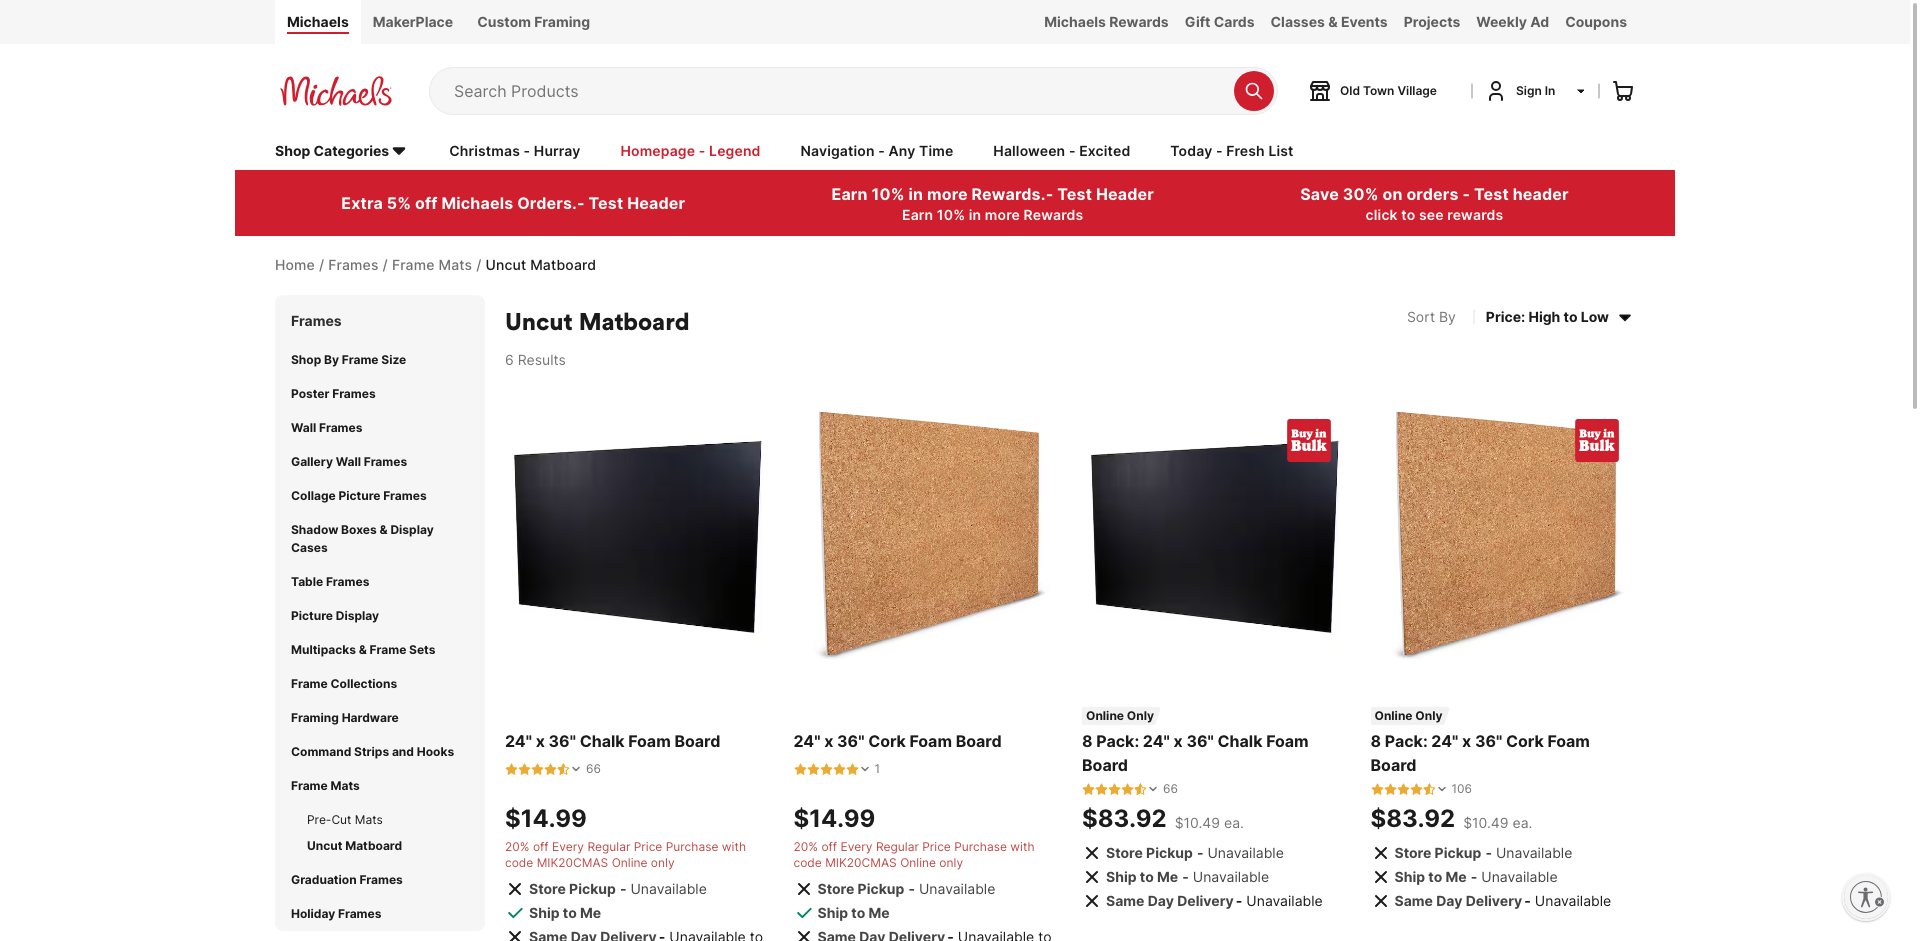 Michaels
MakerPlace
Custom Framing
Michaels Rewards
Gift Cards
Classes & Events
Projects
Weekly Ad
Coupons
Michaels
Search Products
Old Town Village
Sign In
Shop Categories
Christmas - Hurray
Homepage - Legend
Navigation - Any Time
Halloween - Excited
Today - Fresh List
Extra 5% off Michaels Orders.- Test Header
Earn 10% in more Rewards.- Test Header
Earn 10% in more Rewards
Save 30% on orders - Test header
click to see rewards
Home / Frames / Frame Mats / Uncut Matboard
Frames
Shop By Frame Size
Poster Frames
Wall Frames
Gallery Wall Frames
Collage Picture Frames
Shadow Boxes & Display
Cases
Table Frames
Picture Display
Multipacks & Frame Sets
Frame Collections
Framing Hardware
Command Strips and Hooks
Frame Mats
Pre-Cut Mats
Uncut Matboard
Graduation Frames
Holiday Frames
Uncut Matboard
6 Results
Sort By
Price: High to Low
24" x 36" Chalk Foam Board
66
$14.99
20% off Every Regular Price Purchase with
code MIK20CMAS Online only
Store Pickup - Unavailable
Ship to Me
Same Day Delivery - Unavailable to
24" x 36" Cork Foam Board
1
$14.99
20% off Every Regular Price Purchase with
code MIK20CMAS Online only
Store Pickup - Unavailable
Ship to Me
Same Day Delivery - Unavailable to
Buy in
Bulk
Online Only
8 Pack: 24" x 36" Chalk Foam
Board
66
$83.92 $10.49 ea.
Store Pickup - Unavailable
Ship to Me - Unavailable
Same Day Delivery - Unavailable
Buy in
Bulk
Online Only
8 Pack: 24" x 36" Cork Foam
Board
106
$83.92 $10.49 ea.
Store Pickup - Unavailable
Ship to Me - Unavailable
Same Day Delivery - Unavailable